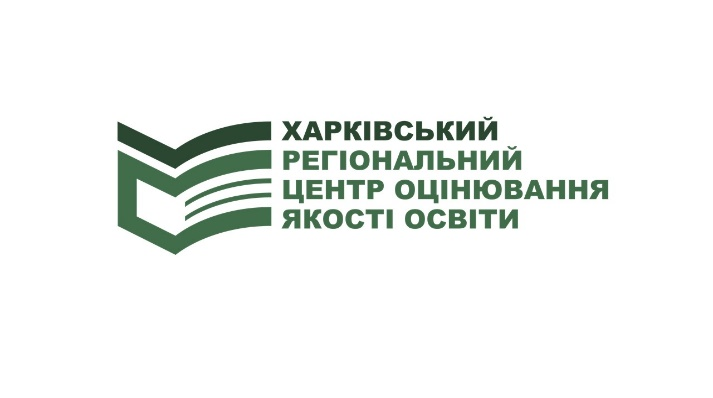 ХАРКІВСЬКИЙ
РЕГІОНАЛЬНИЙ
ЦЕНТР ОЦІНЮВАННЯ
ЯКОСТІ ОСВІТИ